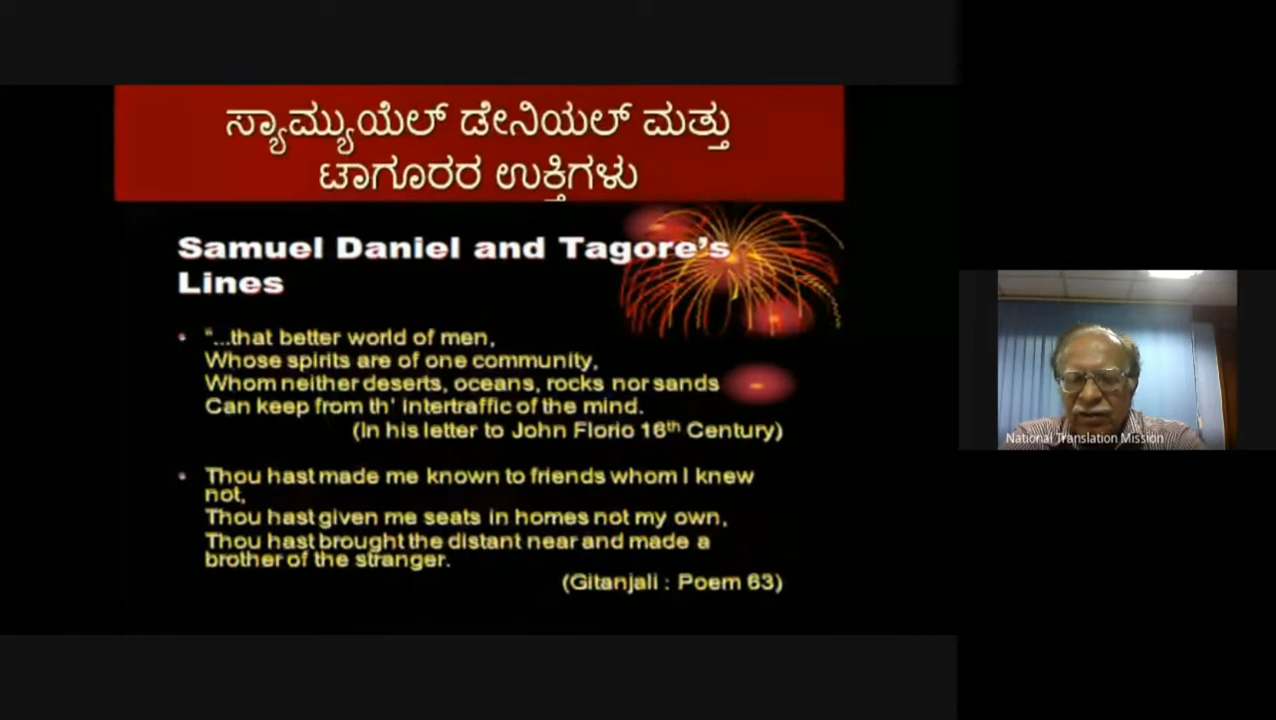 ಸ್ಯಾಮ್ಯುಯೆಲ್ ಡೇನಿಯಲ್ ಮತ್ತು
ಟಾಗೂರರ ಉಕ್ತಿಗಳು
Samuel Daniel and Tagore's
Lines
• "...that better world of men,
Whose spirits are of one community,
Whom neither deserts, oceans, rocks nor sands
Can keep from th' intertraffic of the mind.
(In his letter to John Florio 16th Century)
• Thou hast made me known to friends whom I knew
not,
Thou hast given me seats in homes not my own,
Thou hast brought the distant near and made a
brother of the stranger.
(Gitanjali : Poem 63)
National Translation Mission